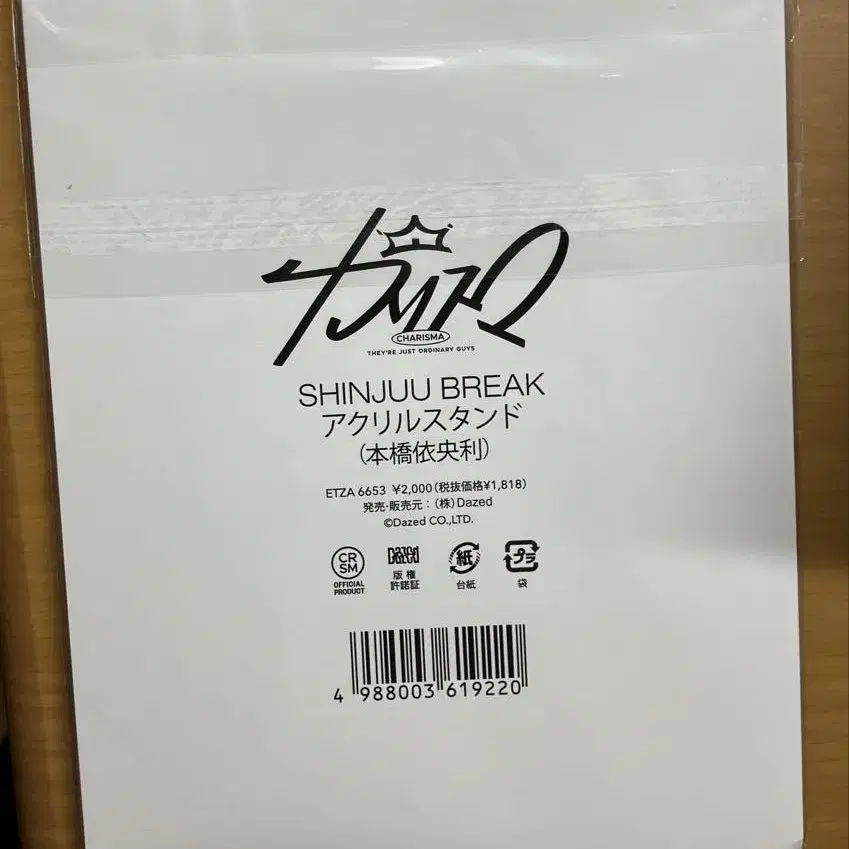 カリスマ
CHARISMA
THEY'RE JUST ORDINARY GUYS
SHINJUU BREAK
アクリルスタンド
(本橋依央利)
ETZA 6653 ¥2,000(税抜価格¥1,818)
発売・販売元:(株)Dazed
©Dazed CO.,LTD.
CR
SM
OFFICIAL
PRODUCT
DAZED
版権
許諾証
紙
台紙
プラ
袋
4 988003 619220